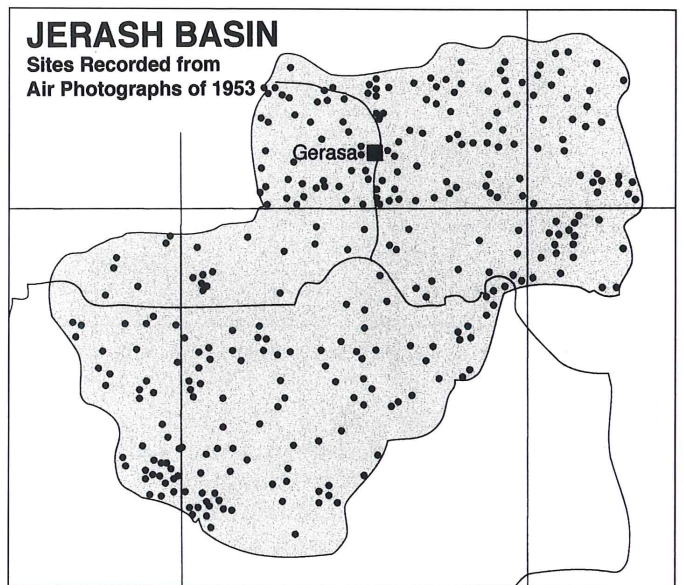 JERASH BASIN
Sites Recorded from
Air Photographs of 1953
Gerasa